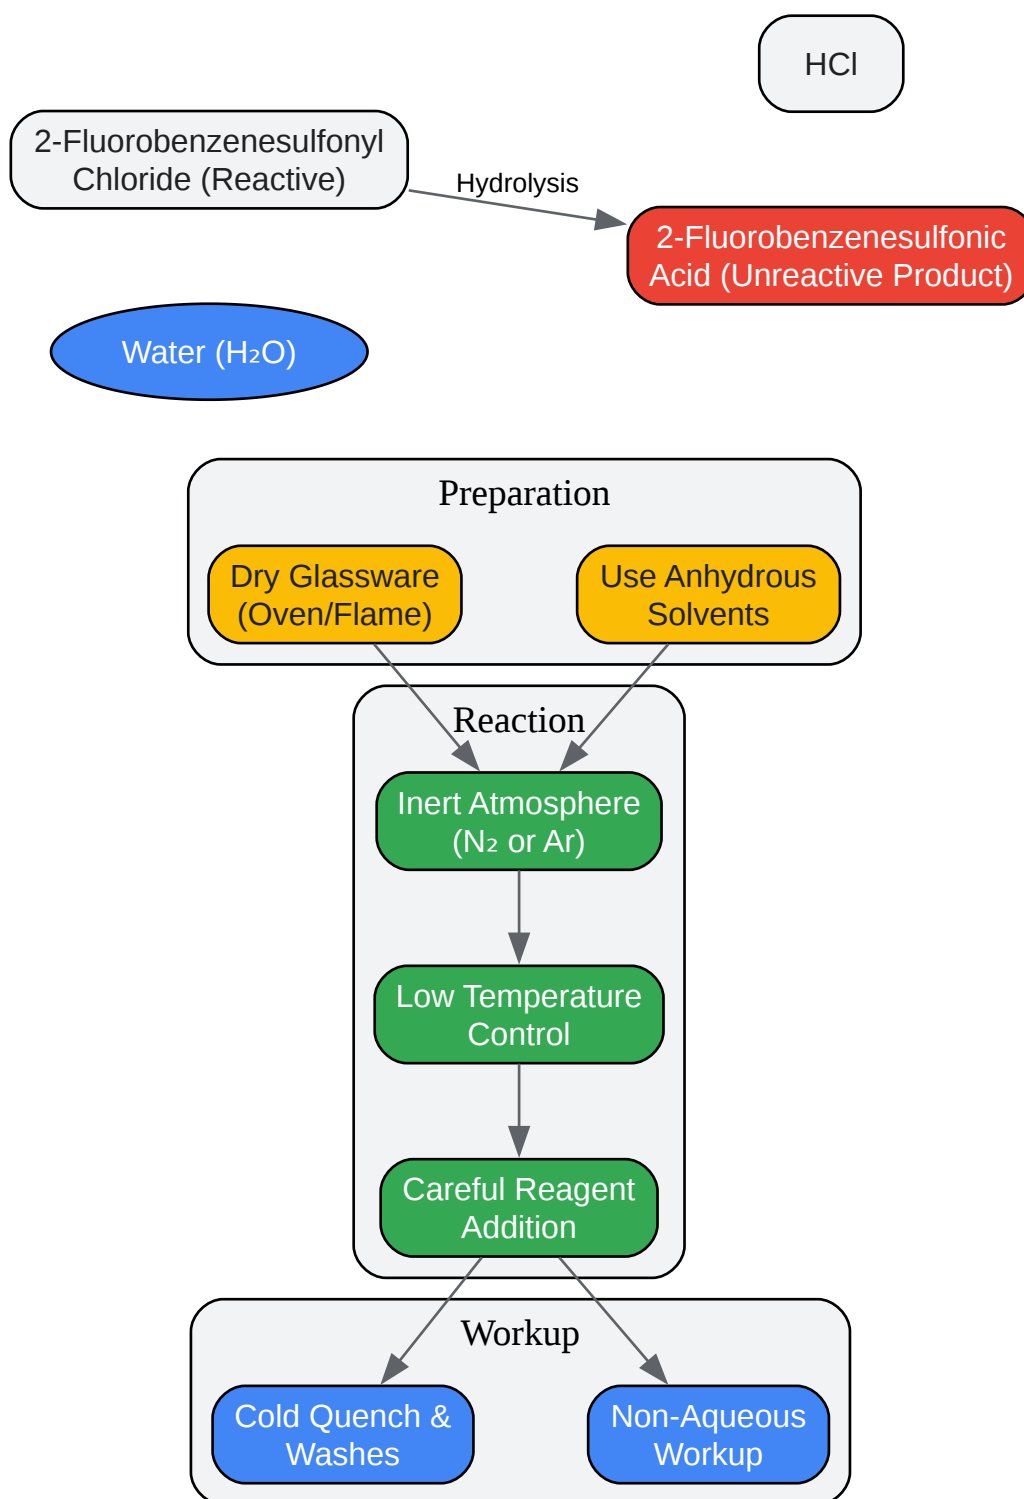 HCl
2-Fluorobenzenesulfonyl
Chloride (Reactive)
Hydrolysis
2-Fluorobenzenesulfonic
Acid (Unreactive Product)
Water (H₂O)
Preparation
Dry Glassware
(Oven/Flame)
Use Anhydrous
Solvents
Reaction
Inert Atmosphere
(N₂ or Ar)
Low Temperature
Control
Careful Reagent
Addition
Workup
Cold Quench &
Washes
Non-Aqueous
Workup